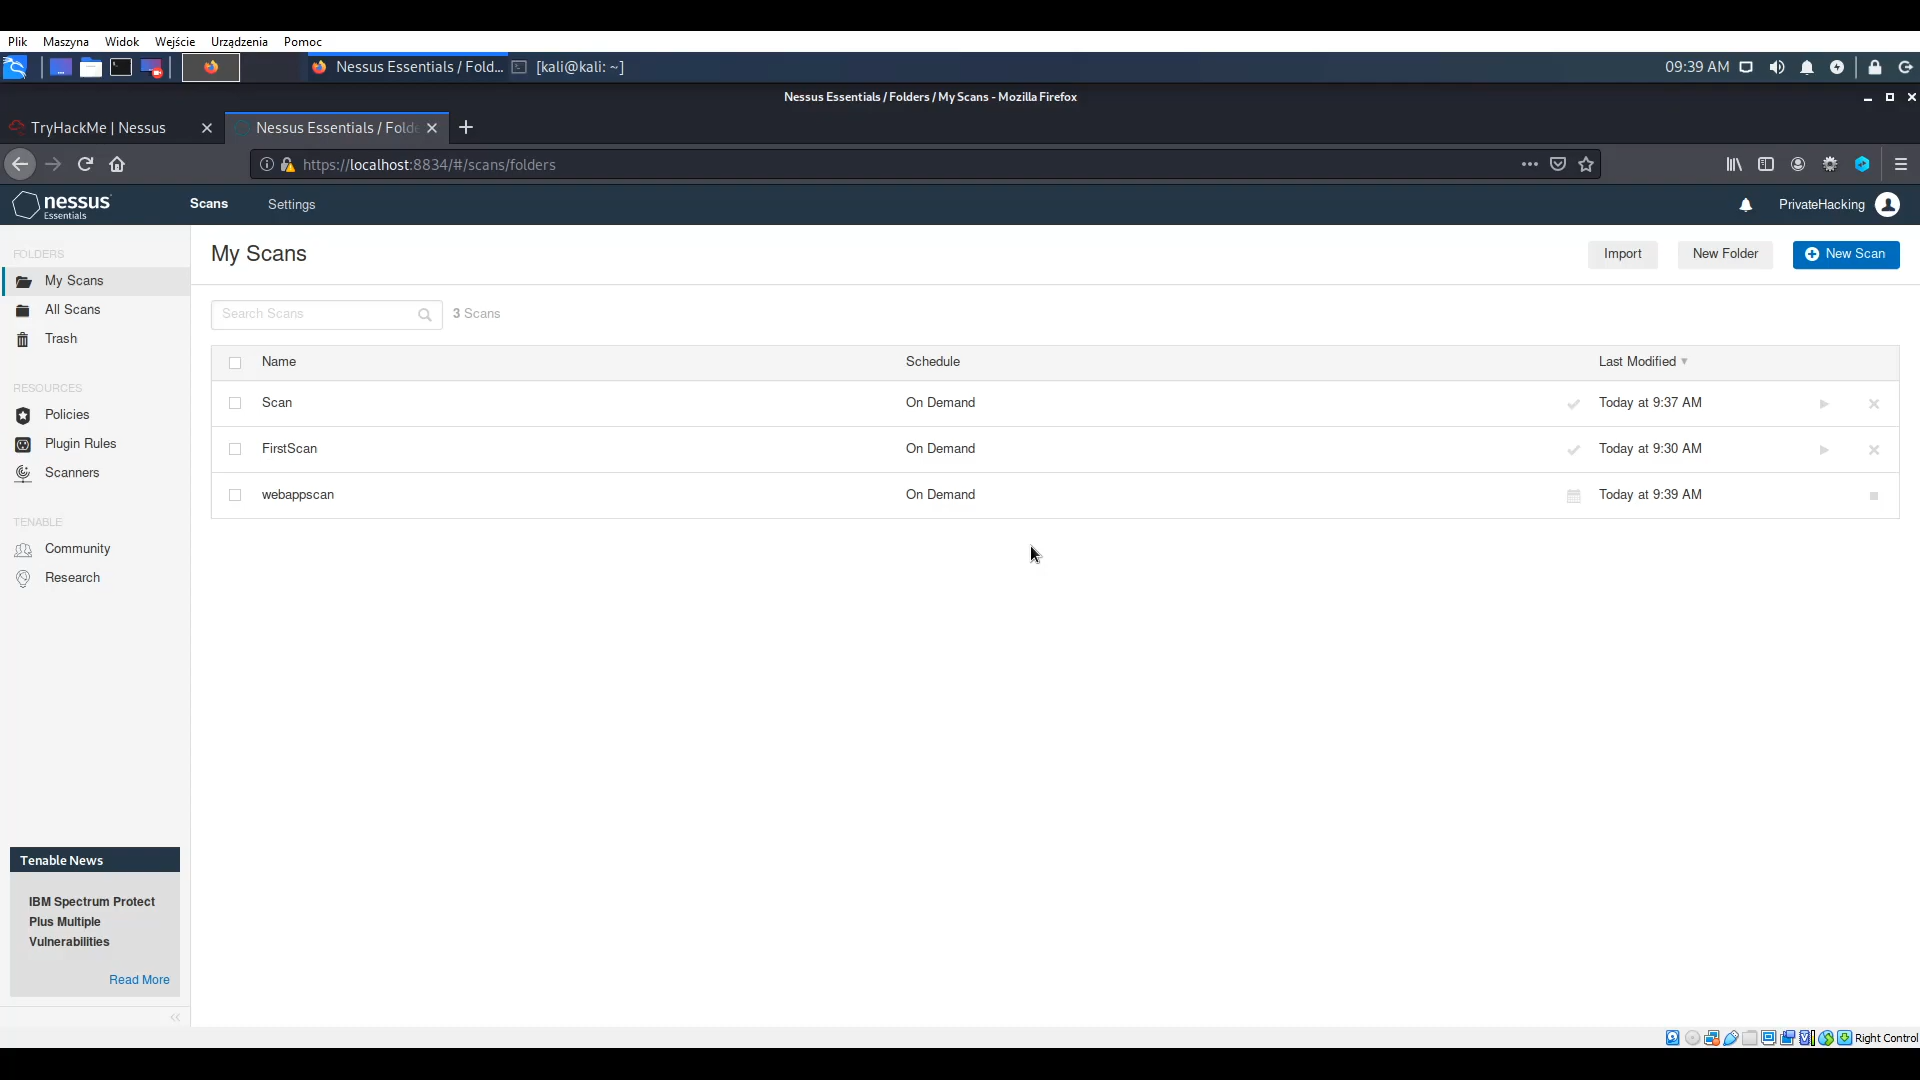 Plik Maszyna Widok Wejście Urządzenia Pomoc
Nessus Essentials / Fold... [kali@kali: ~] 09:39 AM
Nessus Essentials / Folders / My Scans - Mozilla Firefox
TryHackMe | Nessus Nessus Essentials / Folde
https://localhost:8834/#/scans/folders
nessus Essentials Scans Settings PrivateHacking
FOLDERS
My Scans
All Scans
Trash
RESOURCES
Policies
Plugin Rules
Scanners
TENABLE
Community
Research
Tenable News
IBM Spectrum Protect
Plus Multiple
Vulnerabilities
Read More
My Scans Import New Folder New Scan
Search Scans 3 Scans
Name Schedule Last Modified
Scan On Demand Today at 9:37 AM
FirstScan On Demand Today at 9:30 AM
webappscan On Demand Today at 9:39 AM
Right Control